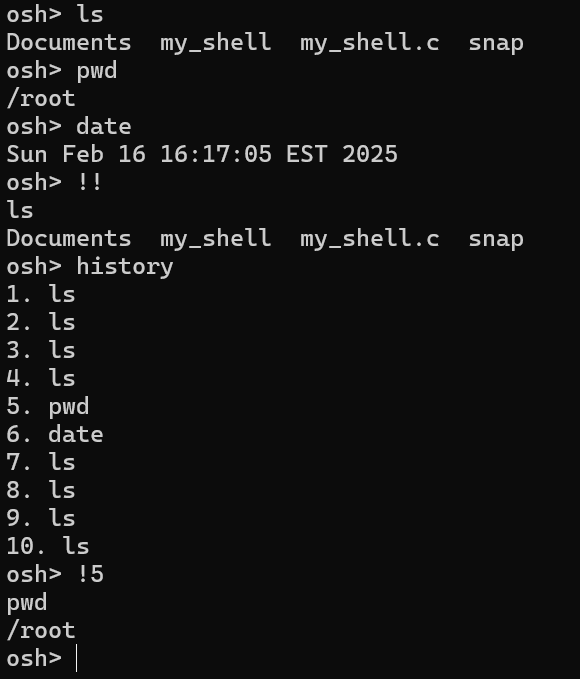 osh> ls
Documents  my_shell  my_shell.c  snap
osh> pwd
/root
osh> date
Sun Feb 16 16:17:05 EST 2025
osh> !!
ls
Documents  my_shell  my_shell.c  snap
osh> history
1. ls
2. ls
3. ls
4. ls
5. pwd
6. date
7. ls
8. ls
9. ls
10. ls
osh> !5
pwd
/root
osh>